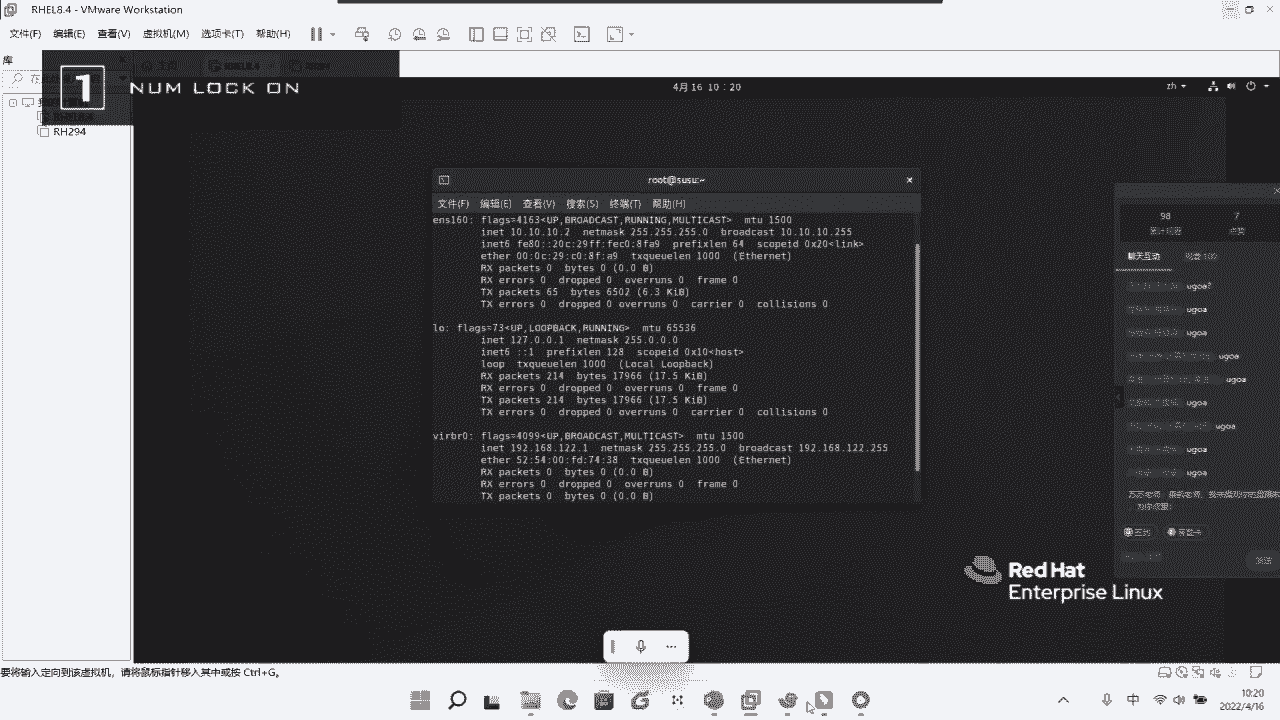 RHEL8.4 - VMware Workstation
文件(F) 编辑(E) 查看(V) 虚拟机(M) 选项卡(T) 帮助(H)
库
1 NUM LOCK ON
RH294
4月 16 10：20
zh
root@susu:~
文件(F) 编辑(E) 查看(V) 搜索(S) 终端(T) 帮助(H)
ens160: flags=4163<UP,BROADCAST,RUNNING,MULTICAST> mtu 1500
inet 10.10.10.2 netmask 255.255.255.0 broadcast 10.10.10.255
inet6 fe80::20c:29ff:fec0:8fa9 prefixlen 64 scopeid 0x20<link>
ether 00:0c:29:c0:8f:a9 txqueuelen 1000 (Ethernet)
RX packets 0 bytes 0 (0.0 B)
RX errors 0 dropped 0 overruns 0 frame 0
TX packets 65 bytes 6502 (6.3 KiB)
TX errors 0 dropped 0 overruns 0 carrier 0 collisions 0
lo: flags=73<UP,LOOPBACK,RUNNING> mtu 65536
inet 127.0.0.1 netmask 255.0.0.0
inet6 ::1 prefixlen 128 scopeid 0x10<host>
loop txqueuelen 1000 (Local Loopback)
RX packets 214 bytes 17966 (17.5 KiB)
RX errors 0 dropped 0 overruns 0 frame 0
TX packets 214 bytes 17966 (17.5 KiB)
TX errors 0 dropped 0 overruns 0 carrier 0 collisions 0
virbr0: flags=4099<UP,BROADCAST,MULTICAST> mtu 1500
inet 192.168.122.1 netmask 255.255.255.0 broadcast 192.168.122.255
ether 52:54:00:fd:74:38 txqueuelen 1000 (Ethernet)
RX packets 0 bytes 0 (0.0 B)
RX errors 0 dropped 0 overruns 0 frame 0
TX packets 0 bytes 0 (0.0 B)
98 7
聊天互动
ugoa?
ugoa
ugoa
ugoa
ugoa
ugoa
ugoa
ugoa
ugoa
Red Hat
Enterprise Linux
要将输入定向到该虚拟机，请将鼠标指针移入其中或按 Ctrl+G。
中
10:20
2022/4/16